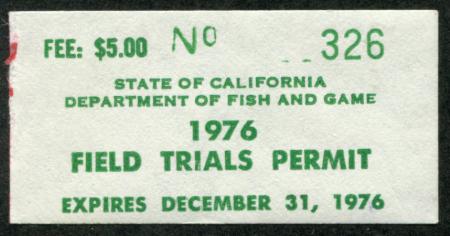 FEE: $5.00 No 326
STATE OF CALIFORNIA
DEPARTMENT OF FISH AND GAME
1976
FIELD TRIALS PERMIT
EXPIRES DECEMBER 31, 1976